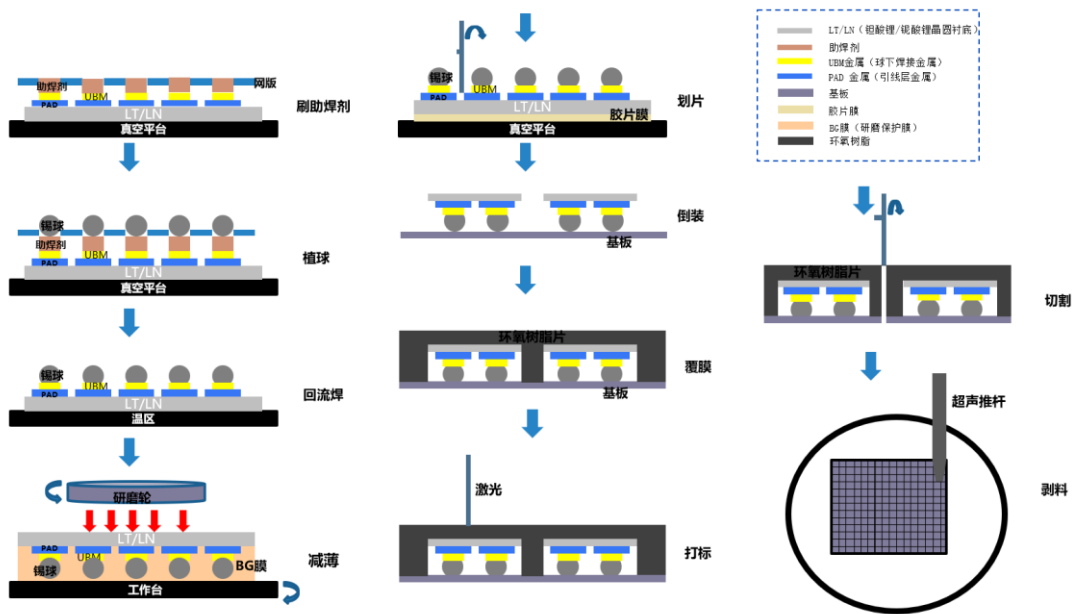 助焊剂
网版
UBM
PAD
LT/LN
真空平台
刷助焊剂
锡球
助焊剂
UBM
PAD
LT/LN
真空平台
植球
锡球
UBM
PAD
LT/LN
温区
回流焊
研磨轮
LT/LN
PAD
UBM
锡球
BG膜
工作台
减薄
锡球
PAD
UBM
LT/LN
胶片膜
真空平台
划片
倒装
基板
环氧树脂片
覆膜
基板
激光
打标
LT/LN（钽酸锂/铌酸锂晶圆衬底）
助焊剂
UBM金属（球下焊接金属）
PAD 金属（引线层金属）
基板
胶片膜
BG膜（研磨保护膜）
环氧树脂
环氧树脂片
切割
超声推杆
剥料